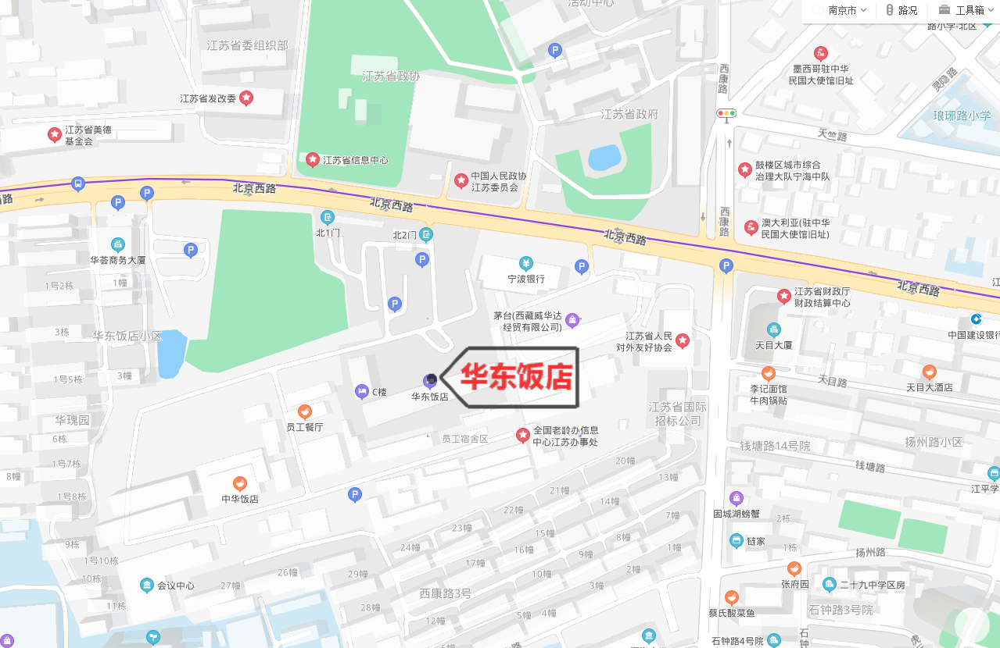 活动中心
南京市
路况
工具箱
路小学-北区
江苏省委组织部
江苏省政协
江苏省发改委
江苏省美德
基金会
江苏省信息中心
中国人民政协
江苏委员会
江苏省政府
P
西康路
墨西哥驻中华
民国大使馆旧址
灵隐路
琅琊路小学
天竺路
鼓楼区城市综合
治理大队宁海中队
西康路
澳大利亚(驻中华
民国大使馆旧址)
路
北京西路
北京西路
北京西路
北京西路
P
P
P
P
P
P
P
P
北1门
北2门
华荟商务大厦
1号2栋
1幢
宁波银行
江苏省财政厅
财政结算中心
江
茅台(西藏威华达
经贸有限公司)
江苏省人民
对外友好协会
天目大厦
中国建设银行
3栋
华东饭店小区
1号5栋
3幢
C楼
华东饭店
华东饭店
李记面馆
牛肉锅贴
天目路
天目大酒店
华瑰园
6栋
员工餐厅
员工宿舍区
全国老龄办信息
中心江苏办事处
江苏省国际
招标公司
钱塘路14号院
扬州路小区
钱塘路
1号7栋
8幢
1号8栋
中华饭店
P
20幢
13幢
21幢
14幢
22幢
7幢
23幢
15幢
8幢
24幢
16幢
9幢
1幢
17幢
10幢
2幢
3幢
固城湖螃蟹
江平学
2栋
链家
1栋
扬州路
9栋
1号10栋
10栋
11栋
会议中心
27幢
26幢
29幢
28幢
西康路3号
12幢
5幢
4幢
6幢
张府园
二十九中学区房
蔡氏酸菜鱼
石钟路3号院
石钟路4号院
石钟
虎
路